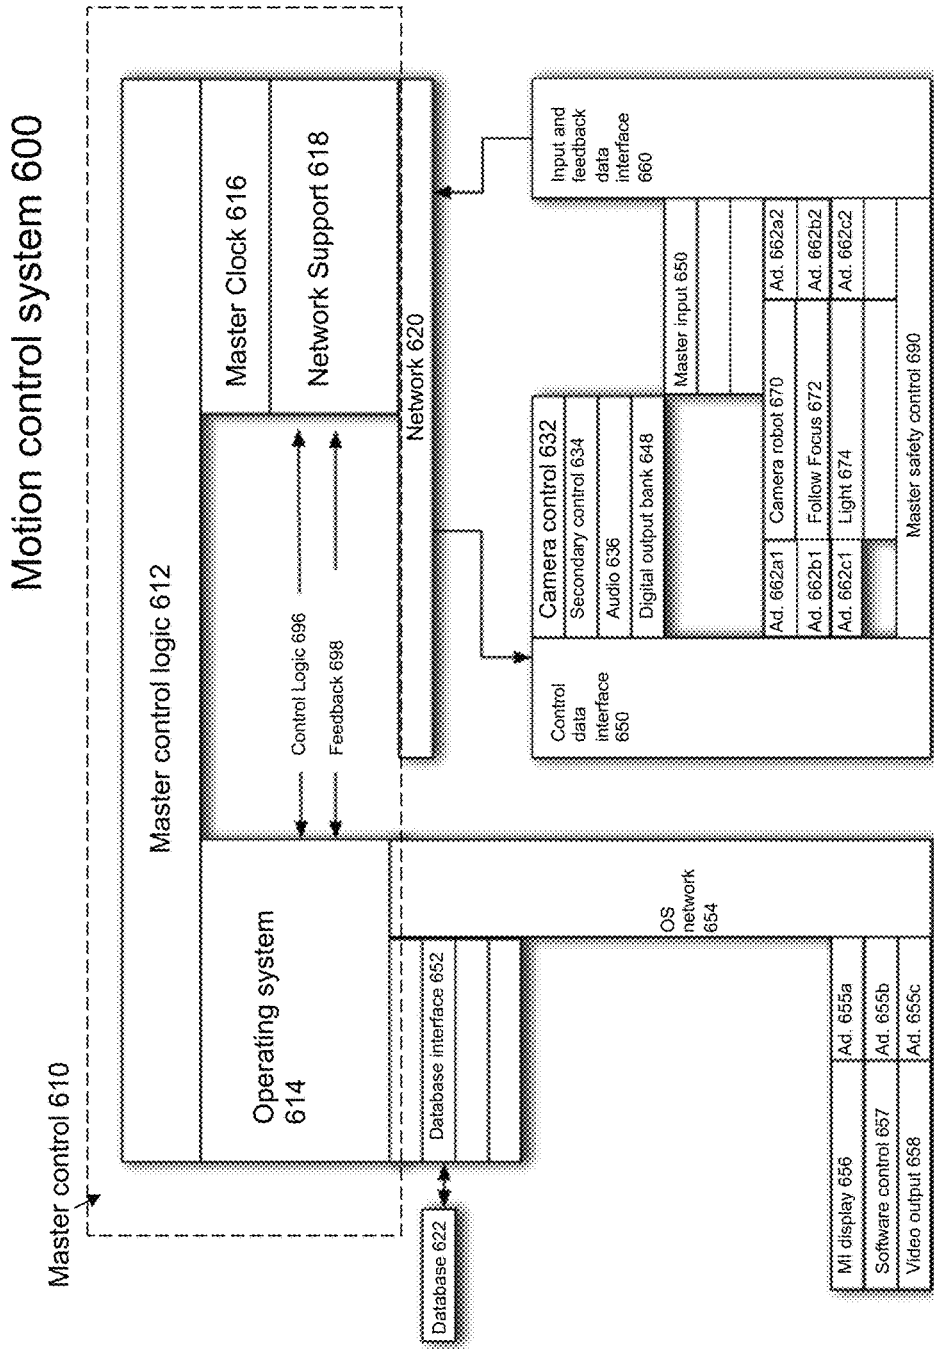 Motion control system 600
Master control 610
Master control logic 612
Operating system
614
Master Clock 616
Network Support 618
Control Logic 696
Feedback 698
Network 620
Database 622
Database interface 652
OS
network
654
MI display 656
Ad. 655a
Software control 657
Ad. 655b
Video output 658
Ad. 655c
Control
data
interface
650
Camera control 632
Secondary control 634
Audio 636
Digital output bank 648
Master input 650
Input and
feedback
data
interface
660
Ad. 662a1
Camera robot 670
Ad. 662a2
Ad. 662b1
Follow Focus 672
Ad. 662b2
Ad. 662c1
Light 674
Ad. 662c2
Master safety control 690